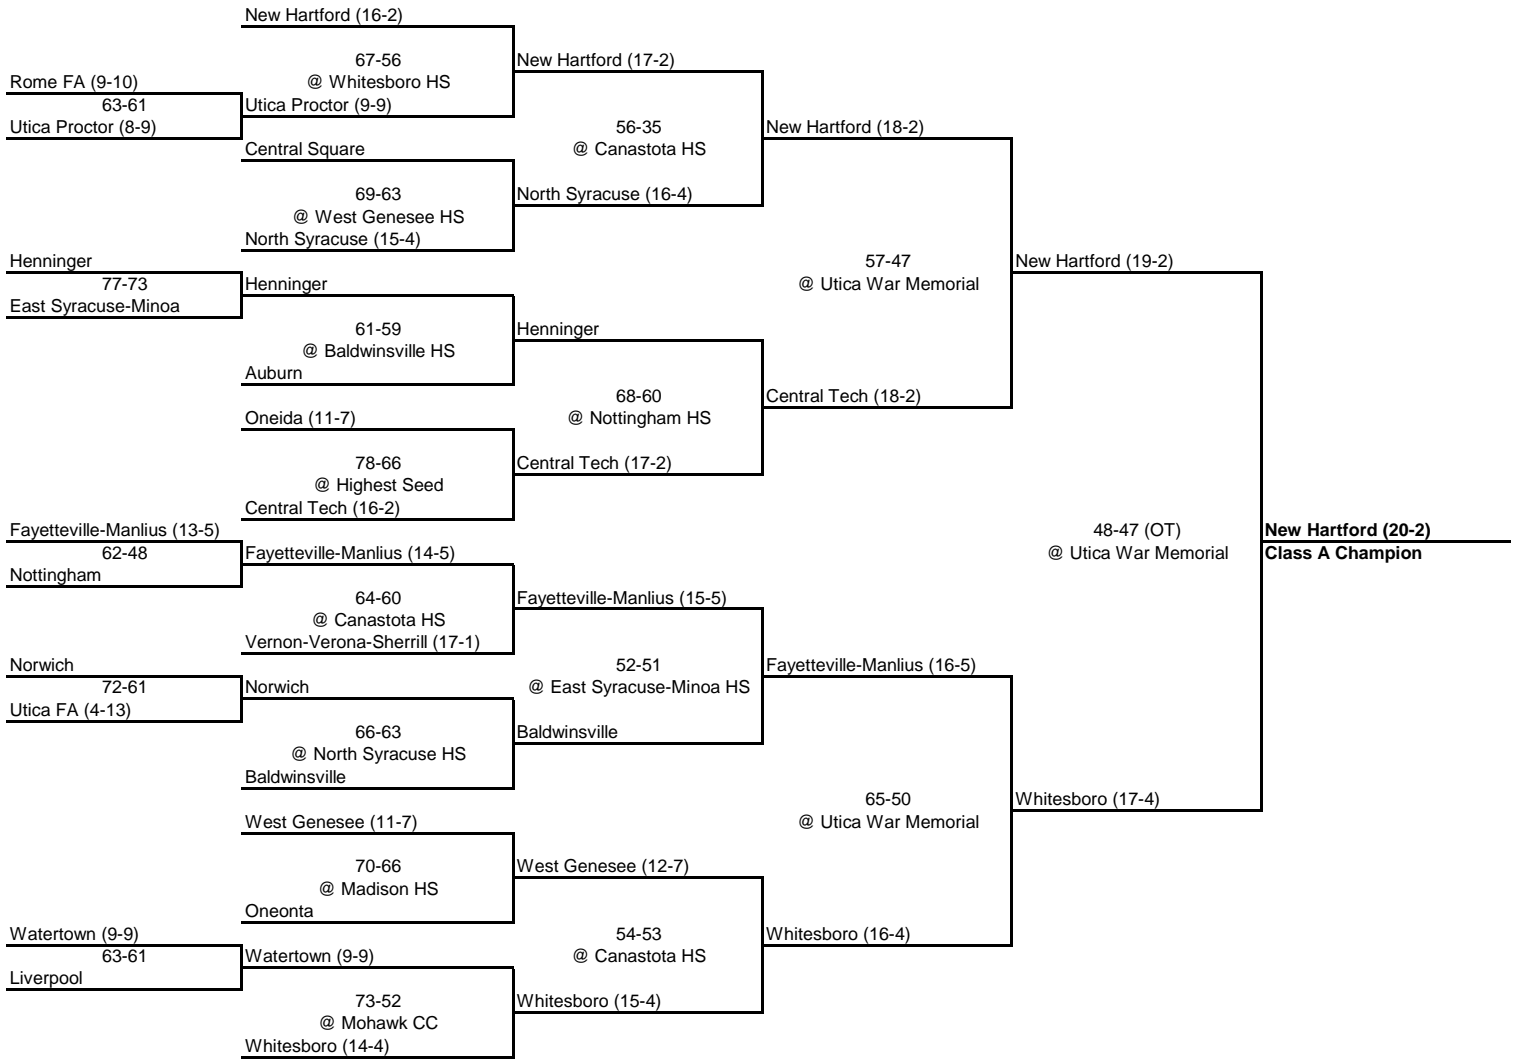 New Hartford (16-2)
67-56
New Hartford (17-2)
Rome FA (9-10)
@ Whitesboro HS
63-61
Utica Proctor (9-9)
Utica Proctor (8-9)
56-35
New Hartford (18-2)
Central Square
@ Canastota HS
69-63
North Syracuse (16-4)
@ West Genesee HS
North Syracuse (15-4)
Henninger
57-47
New Hartford (19-2)
77-73
Henninger
@ Utica War Memorial
East Syracuse-Minoa
61-59
Henninger
@ Baldwinsville HS
Auburn
68-60
Central Tech (18-2)
Oneida (11-7)
@ Nottingham HS
78-66
Central Tech (17-2)
@ Highest Seed
Central Tech (16-2)
Fayetteville-Manlius (13-5)
48-47 (OT)
New Hartford (20-2)
62-48
Fayetteville-Manlius (14-5)
@ Utica War Memorial
Class A Champion
Nottingham
64-60
Fayetteville-Manlius (15-5)
@ Canastota HS
Vernon-Verona-Sherrill (17-1)
Norwich
52-51
Fayetteville-Manlius (16-5)
72-61
Norwich
@ East Syracuse-Minoa HS
Utica FA (4-13)
66-63
Baldwinsville
@ North Syracuse HS
Baldwinsville
65-50
Whitesboro (17-4)
West Genesee (11-7)
@ Utica War Memorial
70-66
West Genesee (12-7)
@ Madison HS
Oneonta
Watertown (9-9)
54-53
Whitesboro (16-4)
63-61
Watertown (9-9)
@ Canastota HS
Liverpool
73-52
Whitesboro (15-4)
@ Mohawk CC
Whitesboro (14-4)